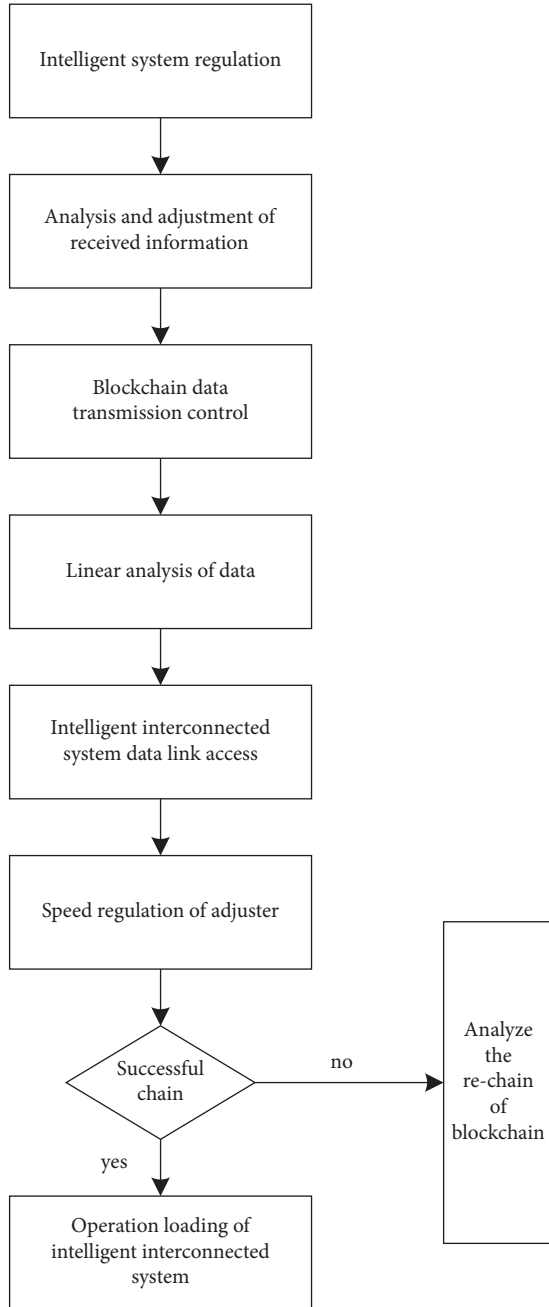 Intelligent system regulation
Analysis and adjustment of
received information
Blockchain data
transmission control
Linear analysis of data
Intelligent interconnected
system data link access
Speed regulation of adjuster
Successful
chain
no
Analyze
the
re-chain
of
blockchain
yes
Operation loading of
intelligent interconnected
system